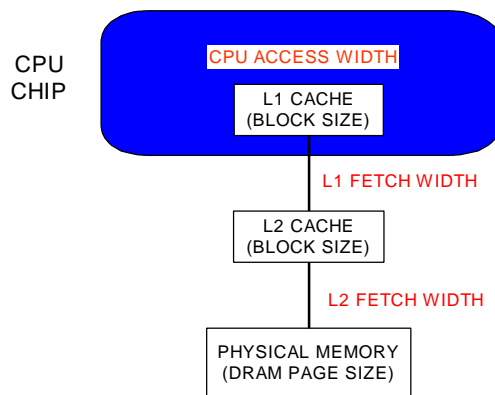 CPU
CHIP
CPU ACCESS WIDTH
L1 CACHE
(BLOCK SIZE)
L1 FETCH WIDTH
L2 CACHE
(BLOCK SIZE)
L2 FETCH WIDTH
PHYSICAL MEMORY
(DRAM PAGE SIZE)